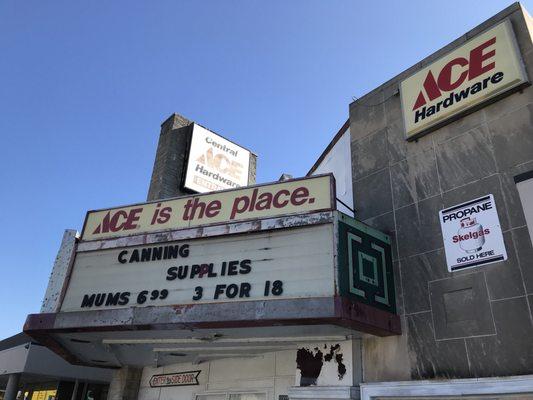 Central
ACE
Hardware
ENTRANCE
ACE is the place.
CANNING
SUPPLIES
MUMS 6 99 3 FOR 18
ENTER SIDE DOOR
ACE
Hardware
PROPANE
Skelgas
SOLD HERE